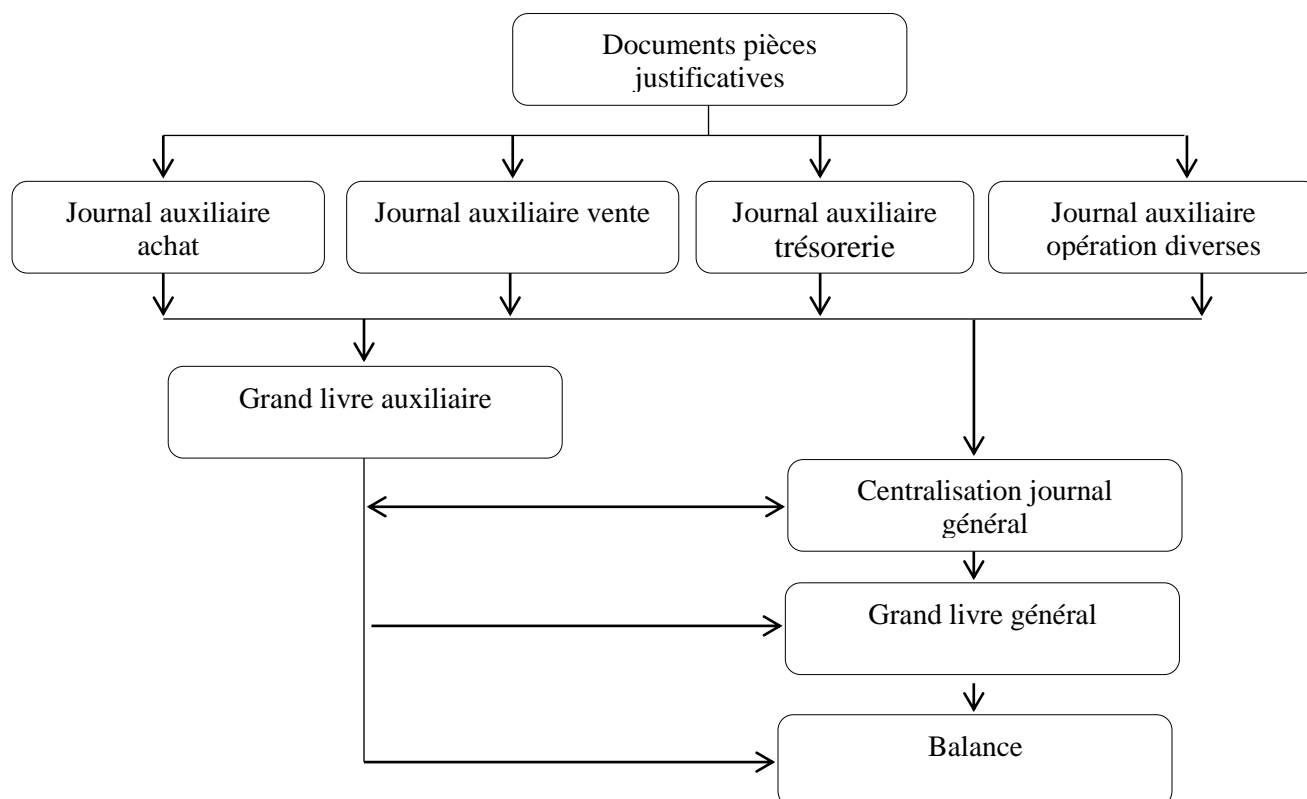 Documents pièces
justificatives
Journal auxiliaire
achat
Journal auxiliaire vente
Journal auxiliaire
trésorerie
Journal auxiliaire
opération diverses
Grand livre auxiliaire
Centralisation journal
général
Grand livre général
Balance